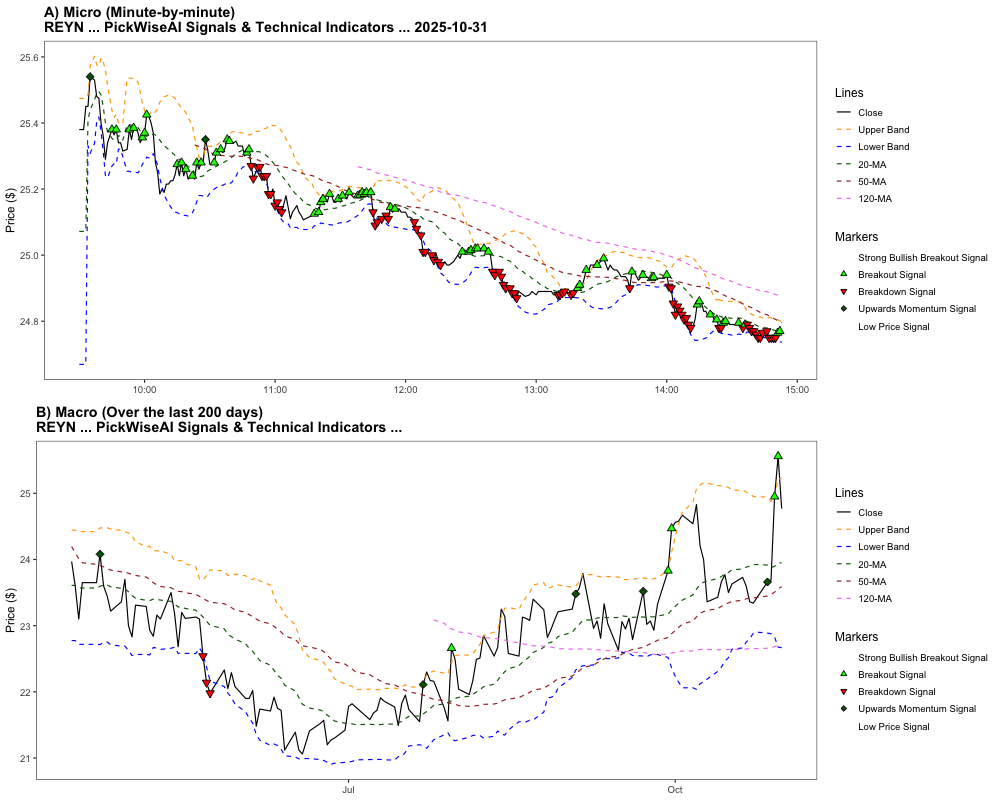 A) Micro (Minute-by-minute)
REYN ... PickWiseAI Signals & Technical Indicators ... 2025-10-31
Price ($)
25.6
25.4
25.2
25.0
24.8
10:00
11:00
12:00
13:00
14:00
15:00
Lines
Close
Upper Band
Lower Band
20-MA
50-MA
120-MA
Markers
Strong Bullish Breakout Signal
Breakout Signal
Breakdown Signal
Upwards Momentum Signal
Low Price Signal
B) Macro (Over the last 200 days)
REYN ... PickWiseAI Signals & Technical Indicators ...
Price ($)
25
24
23
22
21
Jul
Oct
Lines
Close
Upper Band
Lower Band
20-MA
50-MA
120-MA
Markers
Strong Bullish Breakout Signal
Breakout Signal
Breakdown Signal
Upwards Momentum Signal
Low Price Signal